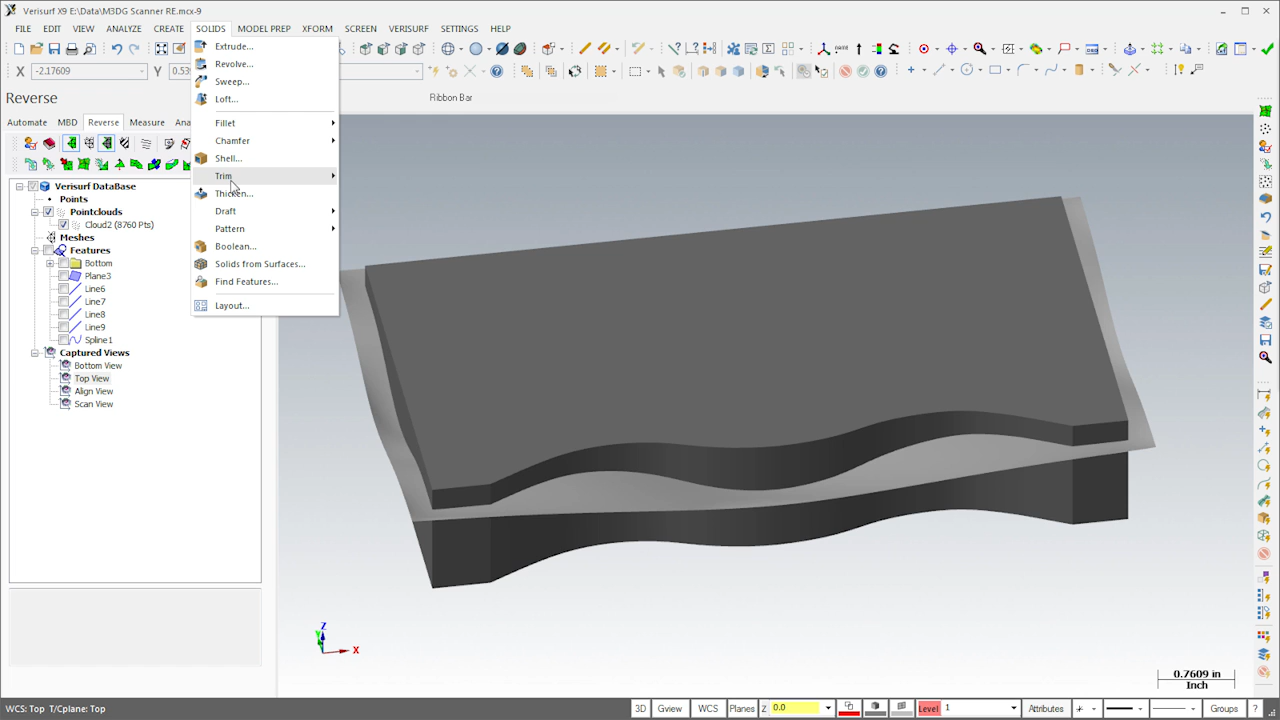 Verisurf X9 E:\Data\M3DG Scanner RE.mcx-9
FILE EDIT VIEW ANALYZE CREATE SOLIDS MODEL PREP XFORM SCREEN VERISURF SETTINGS HELP
X -2.17609 Y
Reverse
Ribbon Bar
Automate MBD Reverse Measure
Verisurf DataBase
Points
Pointclouds
Cloud2 (8760 Pts)
Meshes
Features
Bottom
Plane3
Line6
Line7
Line8
Line9
Spline1
Captured Views
Bottom View
Top View
Align View
Scan View
Extrude...
Revolve...
Sweep...
Loft...
Fillet
Chamfer
Shell...
Trim
Thicken...
Draft
Pattern
Boolean...
Solids from Surfaces...
Find Features...
Layout...
Z
Y
X
0.7609 in
Inch
WCS: Top T/Cplane: Top
3D Gview WCS Planes Z 0.0 Level 1 Attributes Groups ?